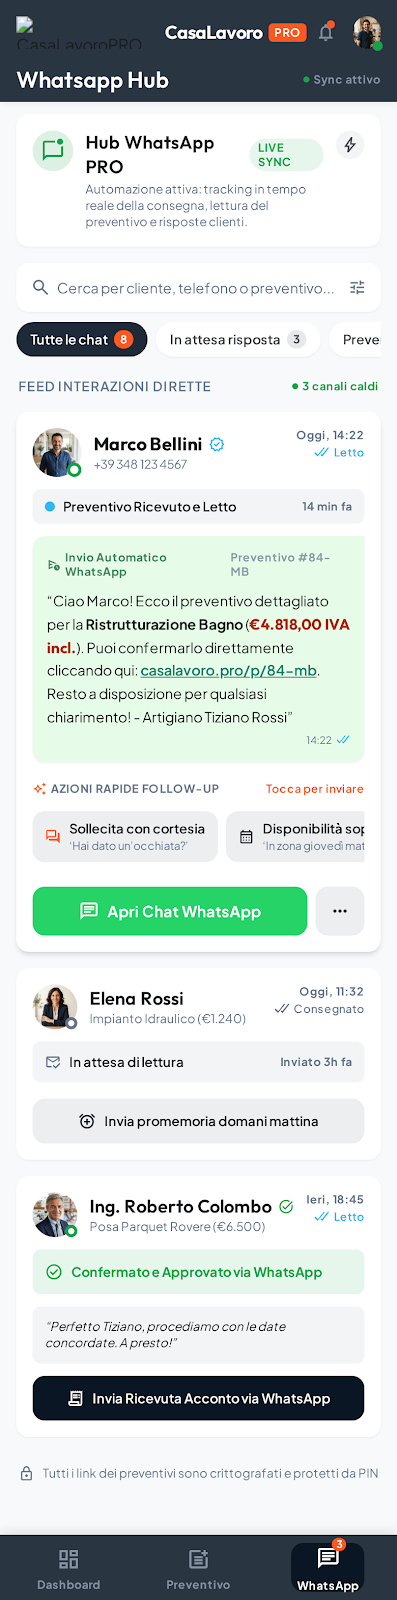 CasaLavoroPRO
CasaLavoro PRO
Whatsapp Hub
Sync attivo
Hub WhatsApp
PRO
LIVE
SYNC
Automazione attiva: tracking in tempo
reale della consegna, lettura del
preventivo e risposte clienti.
Cerca per cliente, telefono o preventivo...
Tutte le chat 8
In attesa risposta 3
Preve
FEED INTERAZIONI DIRETTE
3 canali caldi
Marco Bellini
Oggi, 14:22
+39 348 123 4567
Letto
Preventivo Ricevuto e Letto
14 min fa
Invio Automatico
WhatsApp
Preventivo #84-
MB
“Ciao Marco! Ecco il preventivo dettagliato
per la Ristrutturazione Bagno (€4.818,00 IVA
incl.). Puoi confermarlo direttamente
cliccando qui: casalavoro.pro/p/84-mb.
Resto a disposizione per qualsiasi
chiarimento! - Artigiano Tiziano Rossi”
14:22
AZIONI RAPIDE FOLLOW-UP
Tocca per inviare
Sollecita con cortesia
'Hai dato un'occhiata?'
Disponibilità sop
'In zona giovedì mat
Apri Chat WhatsApp
Elena Rossi
Oggi, 11:32
Impianto Idraulico (€1.240)
Consegnato
In attesa di lettura
Inviato 3h fa
Invia promemoria domani mattina
Ing. Roberto Colombo
Ieri, 18:45
Posa Parquet Rovere (€6.500)
Letto
Confermato e Approvato via WhatsApp
“Perfetto Tiziano, procediamo con le date
concordate. A presto!”
Invia Ricevuta Acconto via WhatsApp
Tutti i link dei preventivi sono crittografati e protetti da PIN
3
Dashboard
Preventivo
WhatsApp